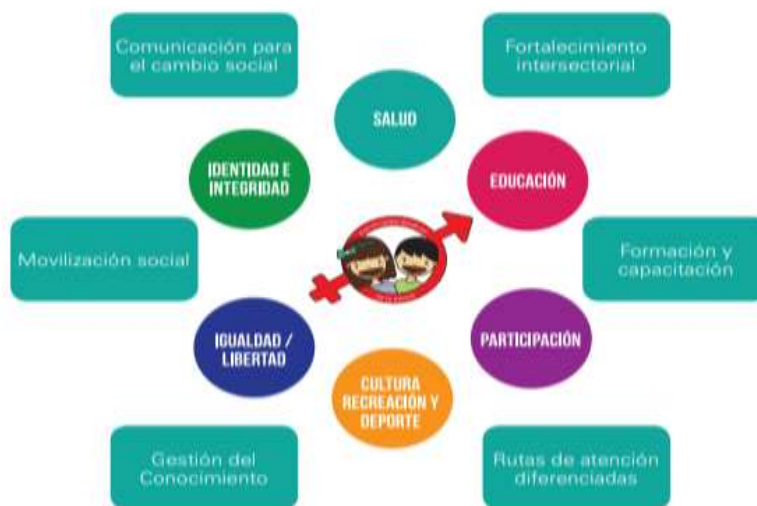 Comunicación para
el cambio social
Fortalecimiento
intersectorial
SALUD
IDENTIDAD E
INTEGRIDAD
EDUCACIÓN
Movilización social
Formación y
capacitación
IGUALDAD /
LIBERTAD
PARTICIPACIÓN
CULTURA
RECREACIÓN Y
DEPORTE
Gestión del
Conocimiento
Rutas de atención
diferenciadas